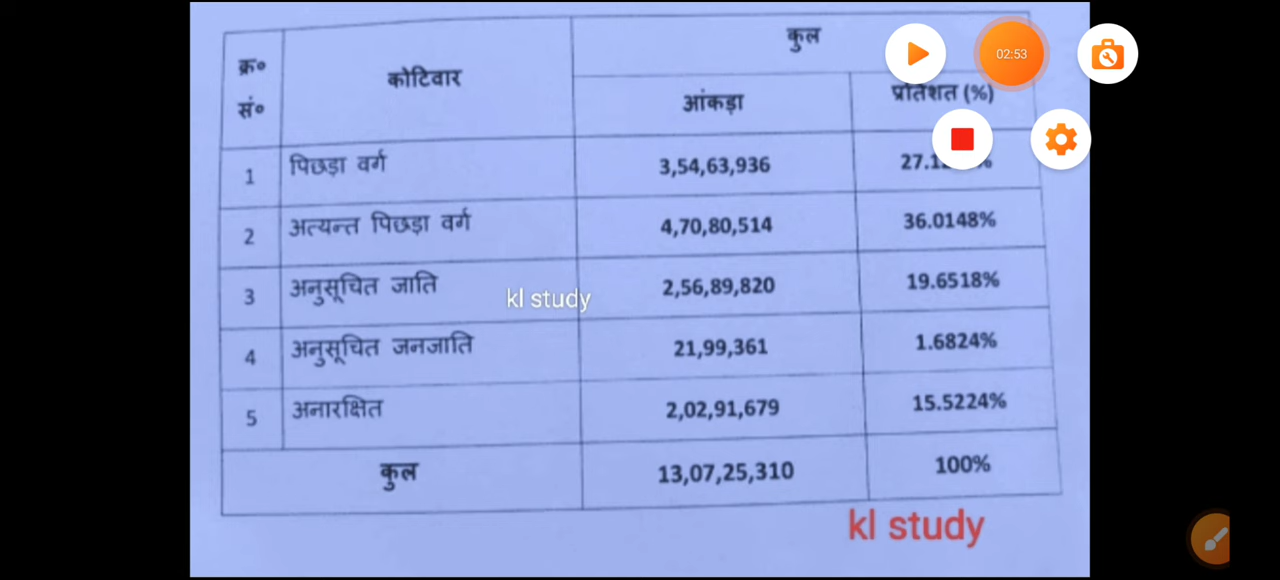 क्र० सं० कोटिवार कुल
आंकड़ा प्रतिशत (%)
02:53
1 पिछड़ा वर्ग 3,54,63,936
2 अत्यन्त पिछड़ा वर्ग 4,70,80,514 36.0148%
3 अनुसूचित जाति 2,56,89,820 19.6518%
kl study
4 अनुसूचित जनजाति 21,99,361 1.6824%
5 अनारक्षित 2,02,91,679 15.5224%
कुल 13,07,25,310 100%
kl study